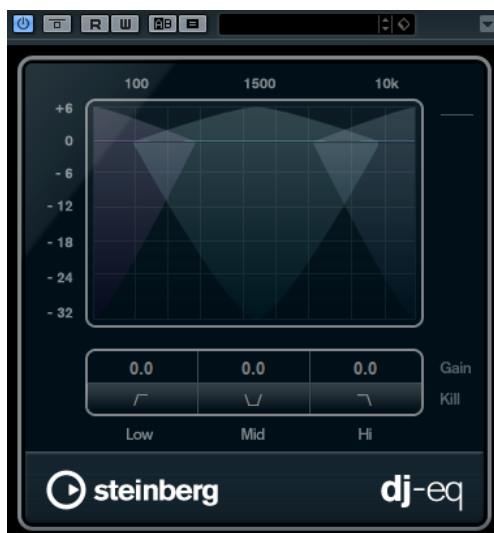 R W AB =
100 1500 10k
+6
0
- 6
- 12
- 18
- 24
- 32
0.0 0.0 0.0 Gain
Kill
Low Mid Hi
steinberg dj-eq